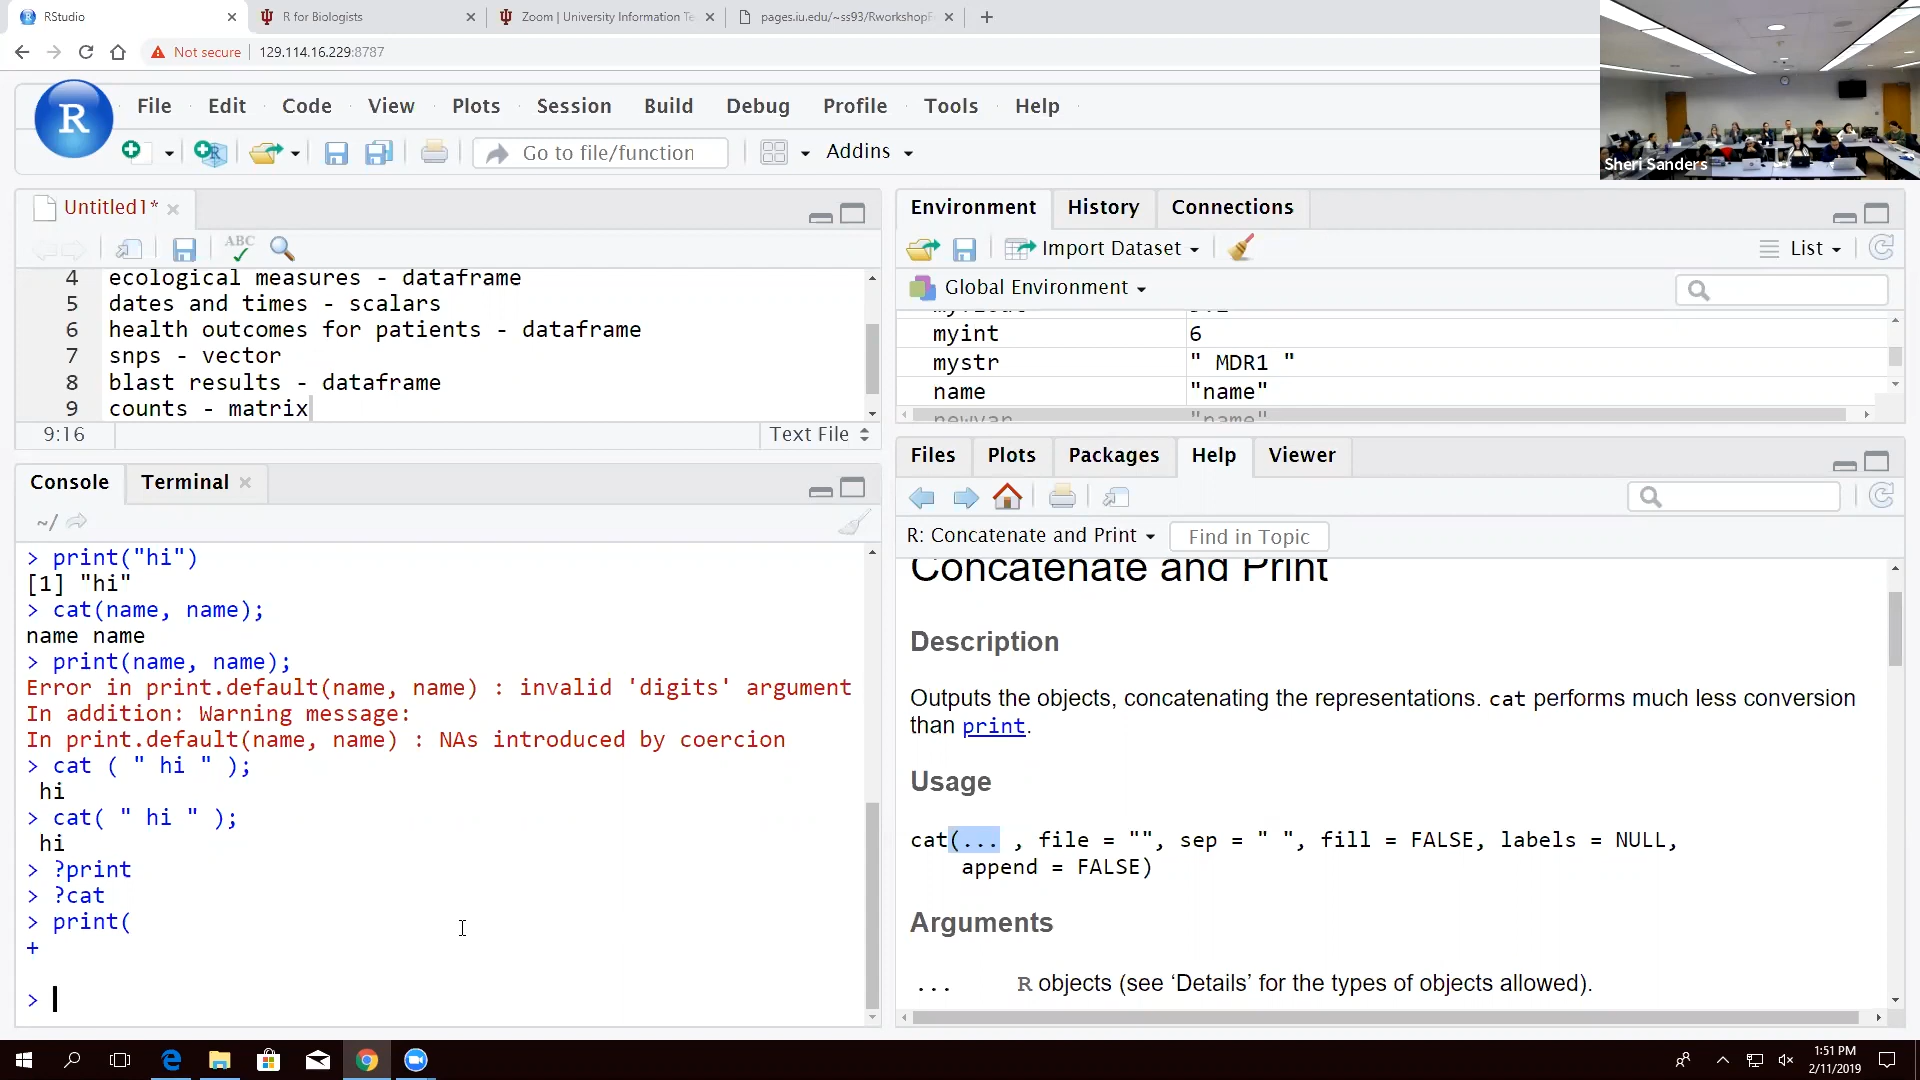 RStudio
R for Biologists
Zoom | University Information Te
pages.iu.edu/~ss93/RworkshopF
Not secure
129.114.16.229:8787
Sheri Sanders
R
File Edit Code View Plots Session Build Debug Profile Tools Help
Go to file/function
Addins
Untitled1*
ABC
4 ecological measures - dataframe
5 dates and times - scalars
6 health outcomes for patients - dataframe
7 snps - vector
8 blast results - dataframe
9 counts - matrix
9:16
Text File
Console
Terminal
~/
> print("hi")
[1] "hi"
> cat(name, name);
name name
> print(name, name);
Error in print.default(name, name) : invalid 'digits' argument
In addition: Warning message:
In print.default(name, name) : NAs introduced by coercion
> cat ( " hi " );
hi
> cat( " hi " );
hi
> ?print
> ?cat
> print(
+
>
Environment
History
Connections
Import Dataset
List
Global Environment
myint 6
mystr " MDR1 "
name "name"
newvar "name"
Files
Plots
Packages
Help
Viewer
R: Concatenate and Print
Find in Topic
Concatenate and Print
Description
Outputs the objects, concatenating the representations. cat performs much less conversion
than print.
Usage
cat(... , file = "", sep = " ", fill = FALSE, labels = NULL,
append = FALSE)
Arguments
... R objects (see ‘Details’ for the types of objects allowed).
1:51 PM
2/11/2019